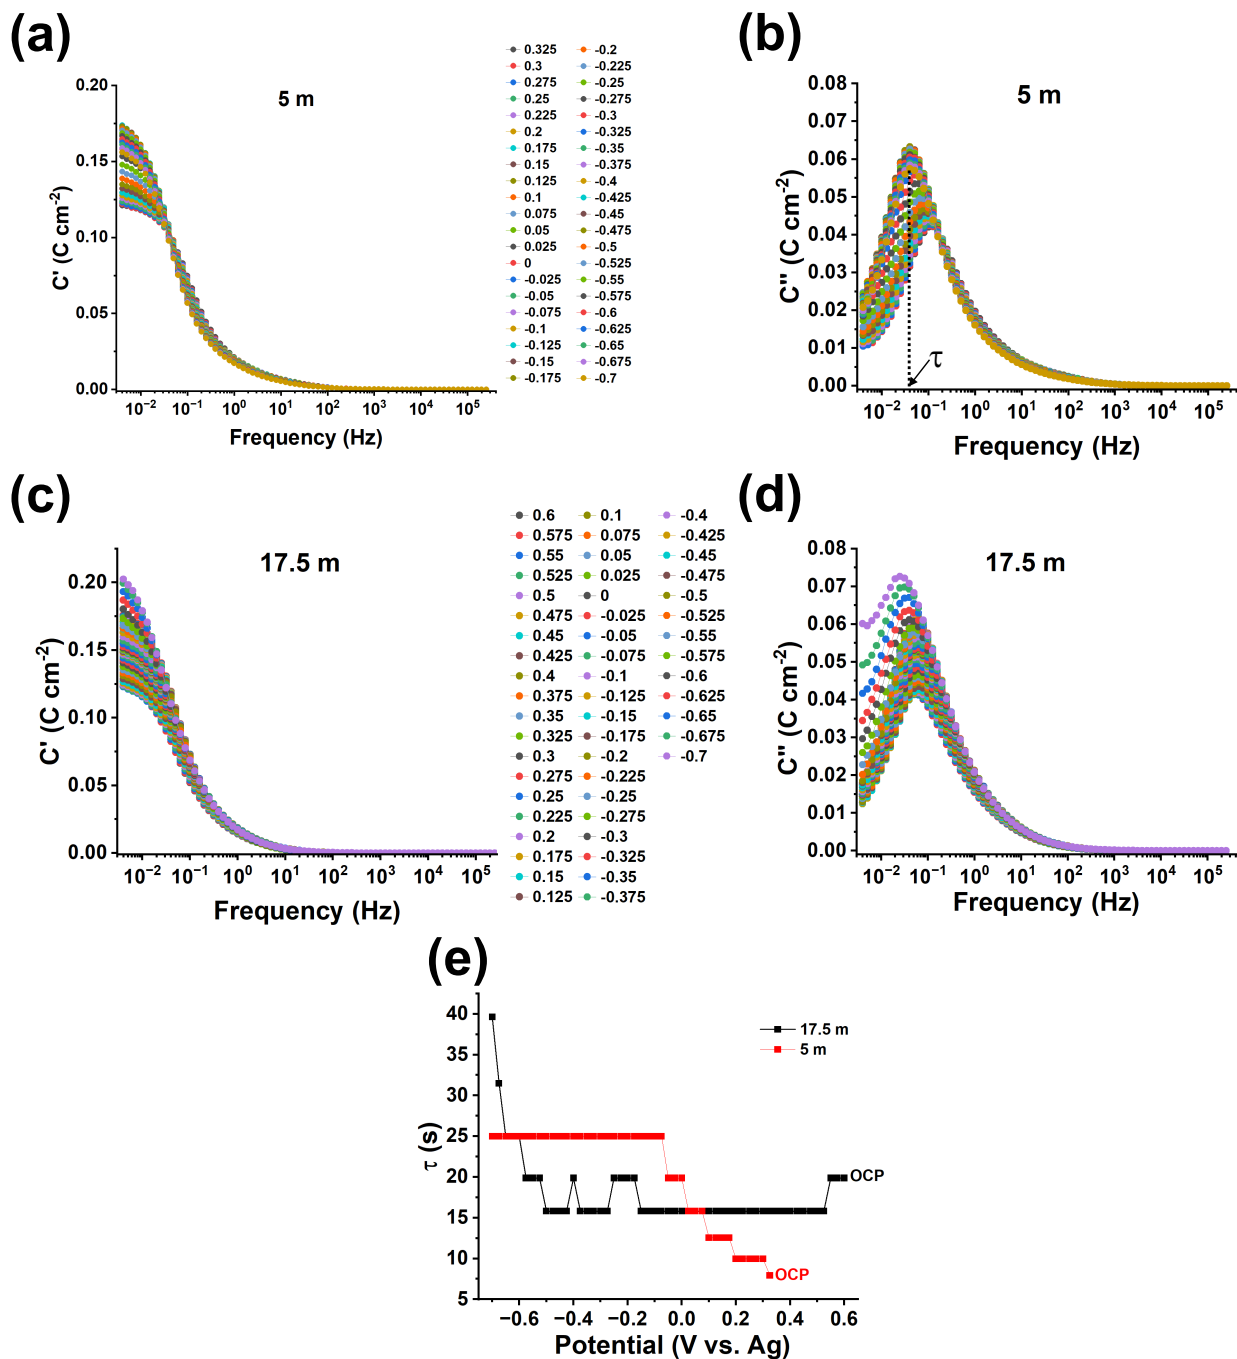 (a)
5 m
0.20
0.15
0.10
0.05
0.00
C' (C cm⁻²)
10⁻² 10⁻¹ 10⁰ 10¹ 10² 10³ 10⁴ 10⁵
Frequency (Hz)
0.325 -0.2
0.3 -0.225
0.275 -0.25
0.25 -0.275
0.225 -0.3
0.2 -0.325
0.175 -0.35
0.15 -0.375
0.125 -0.4
0.1 -0.425
0.075 -0.45
0.05 -0.475
0.025 -0.5
0 -0.525
-0.025 -0.55
-0.05 -0.575
-0.075 -0.6
-0.1 -0.625
-0.125 -0.65
-0.15 -0.675
-0.175 -0.7
(b)
5 m
0.08
0.07
0.06
0.05
0.04
0.03
0.02
0.01
0.00
C'' (C cm⁻²)
τ
10⁻² 10⁻¹ 10⁰ 10¹ 10² 10³ 10⁴ 10⁵
Frequency (Hz)
(c)
17.5 m
0.20
0.15
0.10
0.05
0.00
C' (C cm⁻²)
10⁻² 10⁻¹ 10⁰ 10¹ 10² 10³ 10⁴ 10⁵
Frequency (Hz)
0.6 0.1 -0.4
0.575 0.075 -0.425
0.55 0.05 -0.45
0.525 0.025 -0.475
0.5 0 -0.5
0.475 -0.025 -0.525
0.45 -0.05 -0.55
0.425 -0.075 -0.575
0.4 -0.1 -0.6
0.375 -0.125 -0.625
0.35 -0.15 -0.65
0.325 -0.175 -0.675
0.3 -0.2 -0.7
0.275 -0.225
0.25 -0.25
0.225 -0.275
0.2 -0.3
0.175 -0.325
0.15 -0.35
0.125 -0.375
(d)
17.5 m
0.08
0.07
0.06
0.05
0.04
0.03
0.02
0.01
0.00
C'' (C cm⁻²)
10⁻² 10⁻¹ 10⁰ 10¹ 10² 10³ 10⁴ 10⁵
Frequency (Hz)
(e)
17.5 m
5 m
40
35
30
25
20
15
10
5
τ (s)
OCP
OCP
−0.6 −0.4 −0.2 0.0 0.2 0.4 0.6
Potential (V vs. Ag)